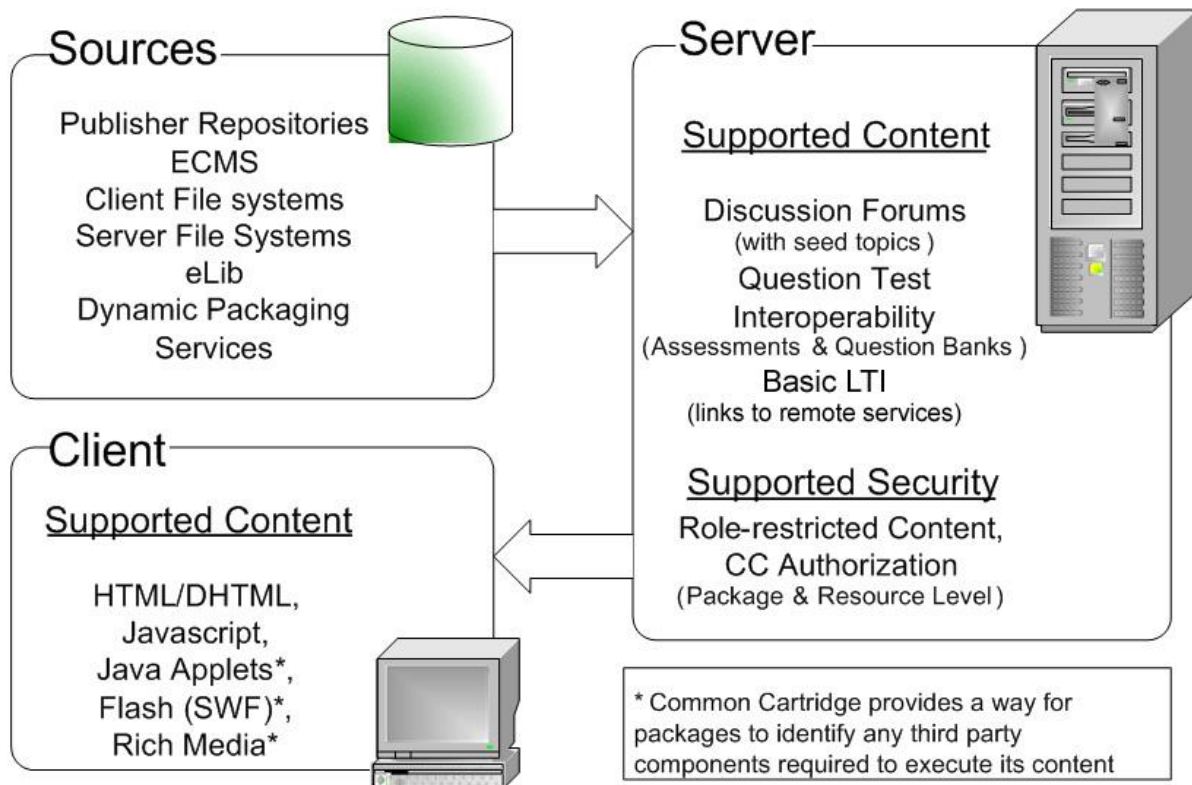 Sources
Publisher Repositories
ECMS
Client File systems
Server File Systems
eLib
Dynamic Packaging
Services
Server
Supported Content
Discussion Forums
(with seed topics )
Question Test
Interoperability
(Assessments & Question Banks )
Basic LTI
(links to remote services)
Supported Security
Role-restricted Content,
CC Authorization
(Package & Resource Level)
Client
Supported Content
HTML/DHTML,
Javascript,
Java Applets*,
Flash (SWF)*,
Rich Media*
* Common Cartridge provides a way for
packages to identify any third party
components required to execute its content